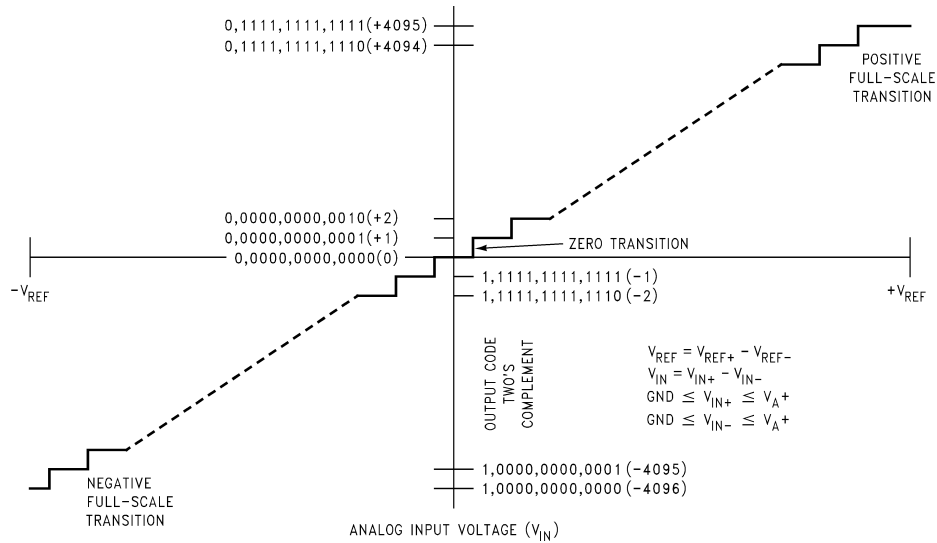 0,1111,1111,1111(+4095)
0,1111,1111,1110(+4094)
POSITIVE
FULL-SCALE
TRANSITION
0,0000,0000,0010(+2)
0,0000,0000,0001(+1)
0,0000,0000,0000(0)
ZERO TRANSITION
-VREF
+VREF
1,1111,1111,1111(-1)
1,1111,1111,1110(-2)
OUTPUT CODE
TWO'S
COMPLEMENT
VREF = VREF+ - VREF-
VIN = VIN+ - VIN-
GND ≤ VIN+ ≤ VA+
GND ≤ VIN- ≤ VA+
1,0000,0000,0001(-4095)
1,0000,0000,0000(-4096)
NEGATIVE
FULL-SCALE
TRANSITION
ANALOG INPUT VOLTAGE (VIN)